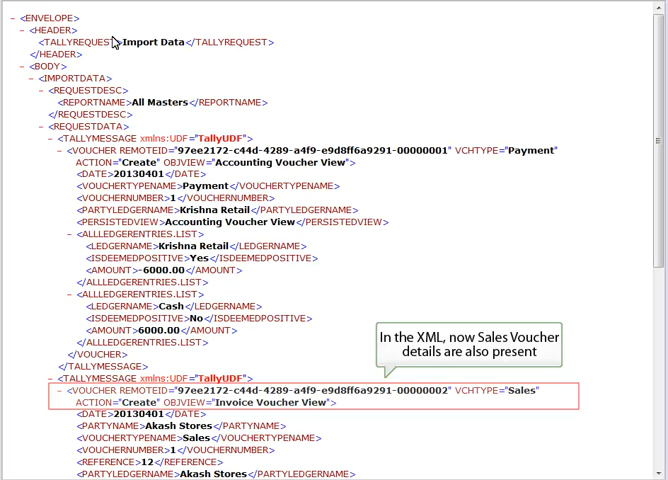 - <ENVELOPE>
- <HEADER>
<TALLYREQUEST>Import Data</TALLYREQUEST>
</HEADER>
- <BODY>
- <IMPORTDATA>
- <REQUESTDESC>
<REPORTNAME>All Masters</REPORTNAME>
</REQUESTDESC>
- <REQUESTDATA>
- <TALLYMESSAGE xmlns:UDF="TallyUDF">
- <VOUCHER REMOTEID="97ee2172-c44d-4289-a4f9-e9d8ff6a9291-00000001" VCHTYPE="Payment"
ACTION="Create" OBJVIEW="Accounting Voucher View">
<DATE>20130401</DATE>
<VOUCHERTYPENAME>Payment</VOUCHERTYPENAME>
<VOUCHERNUMBER>1</VOUCHERNUMBER>
<PARTYLEDGERNAME>Krishna Retail</PARTYLEDGERNAME>
<PERSISTEDVIEW>Accounting Voucher View</PERSISTEDVIEW>
- <ALLLEDGERENTRIES.LIST>
<LEDGERNAME>Krishna Retail</LEDGERNAME>
<ISDEEMEDPOSITIVE>Yes</ISDEEMEDPOSITIVE>
<AMOUNT>-6000.00</AMOUNT>
</ALLLEDGERENTRIES.LIST>
- <ALLLEDGERENTRIES.LIST>
<LEDGERNAME>Cash</LEDGERNAME>
<ISDEEMEDPOSITIVE>No</ISDEEMEDPOSITIVE>
<AMOUNT>6000.00</AMOUNT>
</ALLLEDGERENTRIES.LIST>
</VOUCHER>
</TALLYMESSAGE>
In the XML, now Sales Voucher
details are also present
- <TALLYMESSAGE xmlns:UDF="TallyUDF">
- <VOUCHER REMOTEID="97ee2172-c44d-4289-a4f9-e9d8ff6a9291-00000002" VCHTYPE="Sales"
ACTION="Create" OBJVIEW="Invoice Voucher View">
<DATE>20130401</DATE>
<PARTYNAME>Akash Stores</PARTYNAME>
<VOUCHERTYPENAME>Sales</VOUCHERTYPENAME>
<VOUCHERNUMBER>1</VOUCHERNUMBER>
<REFERENCE>12</REFERENCE>
<PARTYLEDGERNAME>Akash Stores</PARTYLEDGERNAME>